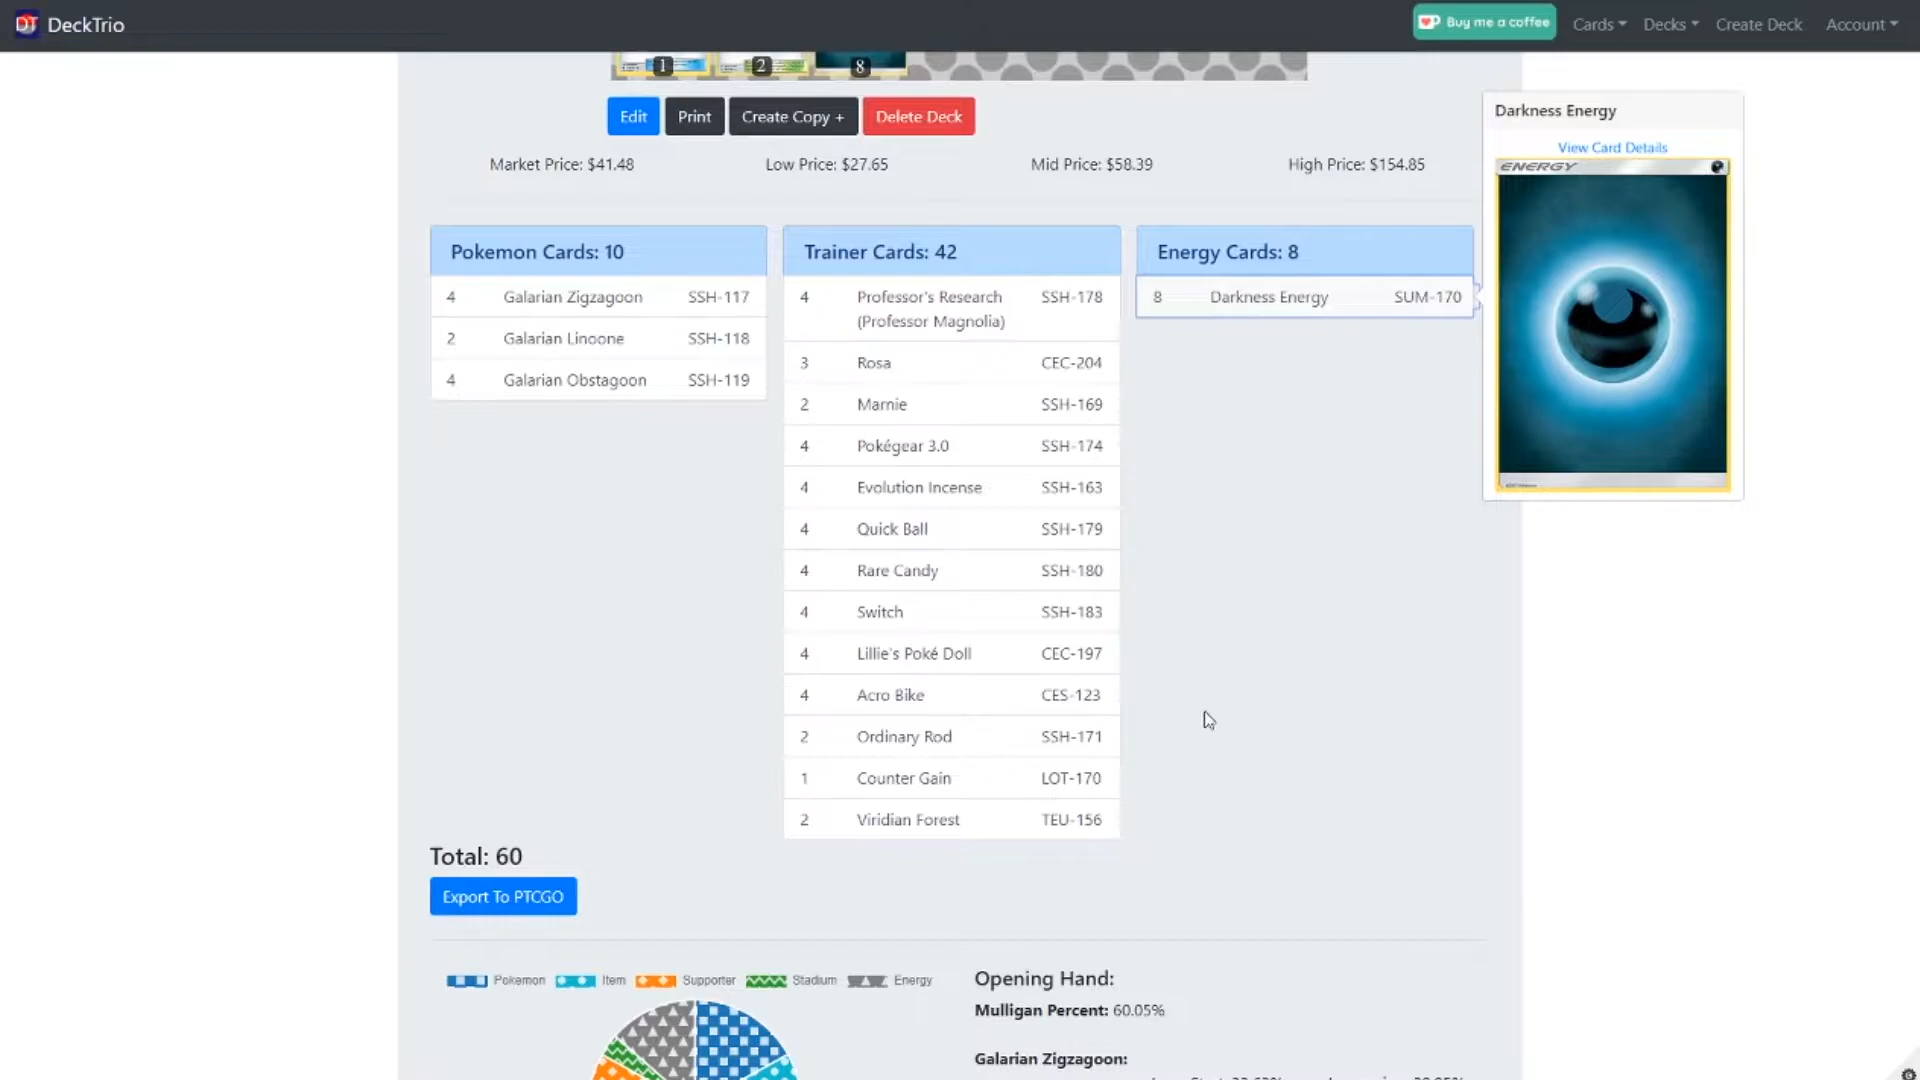 DT DeckTrio
Buy me a coffee Cards Decks Create Deck Account
1 2 8
Edit Print Create Copy + Delete Deck
Market Price: $41.48 Low Price: $27.65 Mid Price: $58.39 High Price: $154.85
Darkness Energy
View Card Details
ENERGY
Pokemon Cards: 10
4 Galarian Zigzagoon SSH-117
2 Galarian Linoone SSH-118
4 Galarian Obstagoon SSH-119
Trainer Cards: 42
4 Professor's Research SSH-178
(Professor Magnolia)
3 Rosa CEC-204
2 Marnie SSH-169
4 Pokégear 3.0 SSH-174
4 Evolution Incense SSH-163
4 Quick Ball SSH-179
4 Rare Candy SSH-180
4 Switch SSH-183
4 Lillie's Poké Doll CEC-197
4 Acro Bike CES-123
2 Ordinary Rod SSH-171
1 Counter Gain LOT-170
2 Viridian Forest TEU-156
Energy Cards: 8
8 Darkness Energy SUM-170
Total: 60
Export To PTCGO
Pokemon Item Supporter Stadium Energy
Opening Hand:
Mulligan Percent: 60.05%
Galarian Zigzagoon: